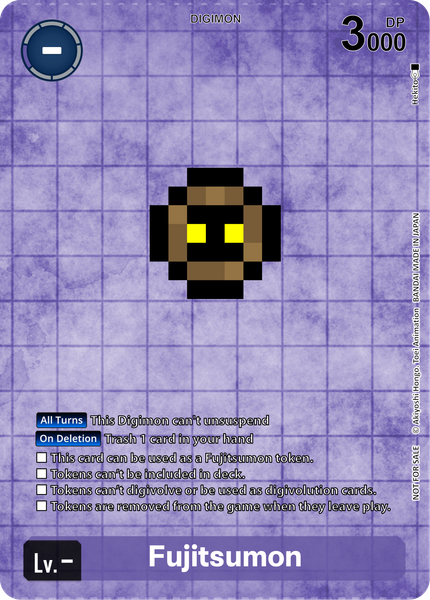 DIGIMON
DP
3000
Hekito
All Turns This Digimon can't unsuspend
On Deletion Trash 1 card in your hand
This card can be used as a Fujitsumon token.
Tokens can't be included in deck.
Tokens can't digivolve or be used as digivolution cards.
Tokens are removed from the game when they leave play.
NOT FOR SALE © Akiyoshi Hongo, Toei Animation BANDAI MADE IN JAPAN
Lv.-
Fujitsumon